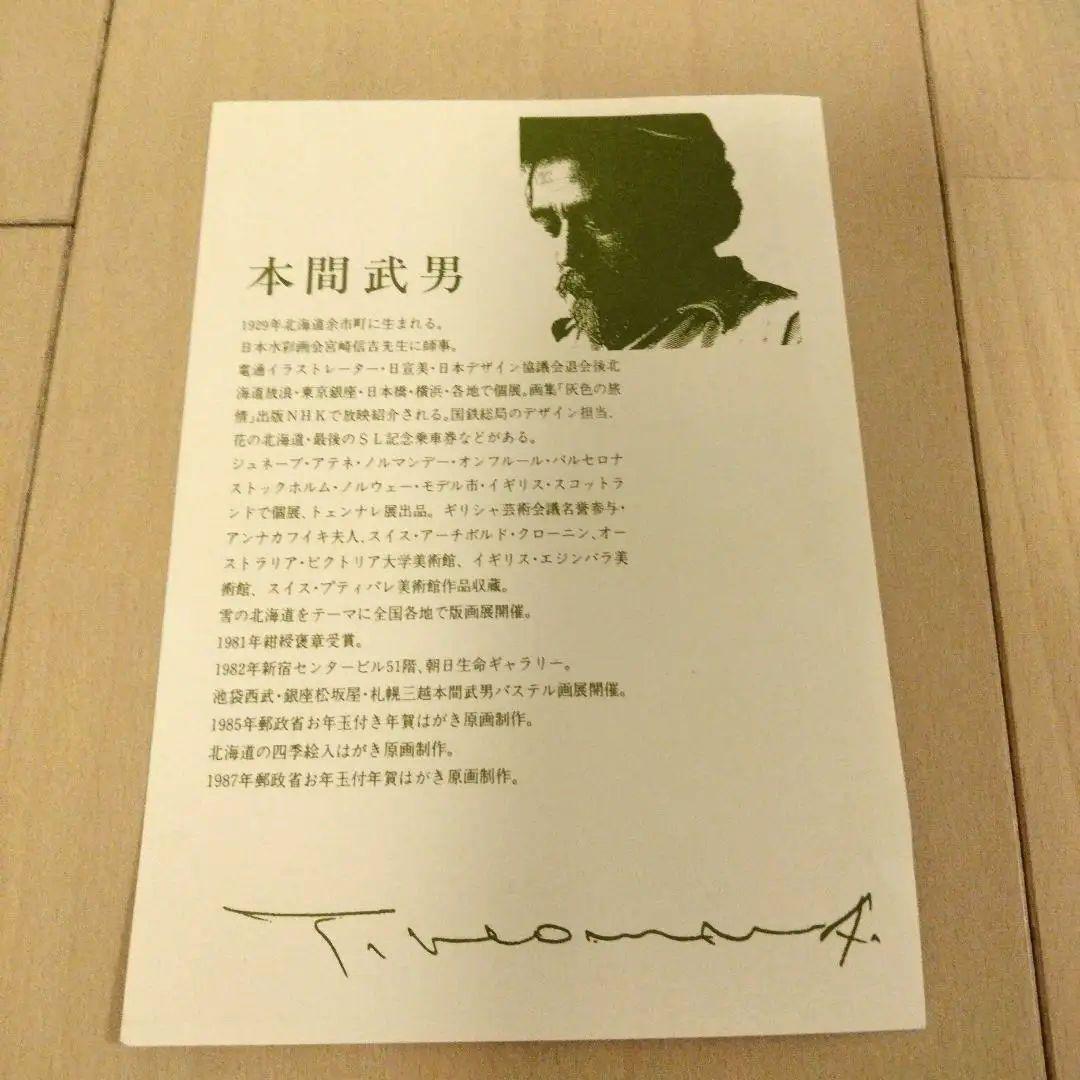 本間武男
1929年北海道余市町に生まれる。
日本水彩画会宮崎信吉先生に師事。
電通イラストレーター・日宣美・日本デザイン協議会退会後北
海道放浪・東京銀座・日本橋・横浜・各地で個展。画集「灰色の旅
情」出版NHKで放映紹介される。国鉄総局のデザイン担当、
花の北海道・最後のSL記念乗車券などがある。
ジュネーブ・アテネ・ノルマンデー・オンフルール・バルセロナ
ストックホルム・ノルウェー・モデル市・イギリス・スコットラ
ンドで個展、トェンナレ展出品。ギリシャ芸術会議名誉参与・
アンナカフイキ夫人、スイス・アーチボルド・クローニン、オー
ストラリア・ビクトリア大学美術館、イギリス・エジンバラ美
術館、スイス・プティパレ美術館作品収蔵。
雪の北海道をテーマに全国各地で版画展開催。
1981年紺綬褒章受賞。
1982年新宿センタービル51階、朝日生命ギャラリー。
池袋西武・銀座松坂屋・札幌三越本間武男パステル画展開催。
1985年郵政省お年玉付き年賀はがき原画制作。
北海道の四季絵入はがき原画制作。
1987年郵政省お年玉付年賀はがき原画制作。